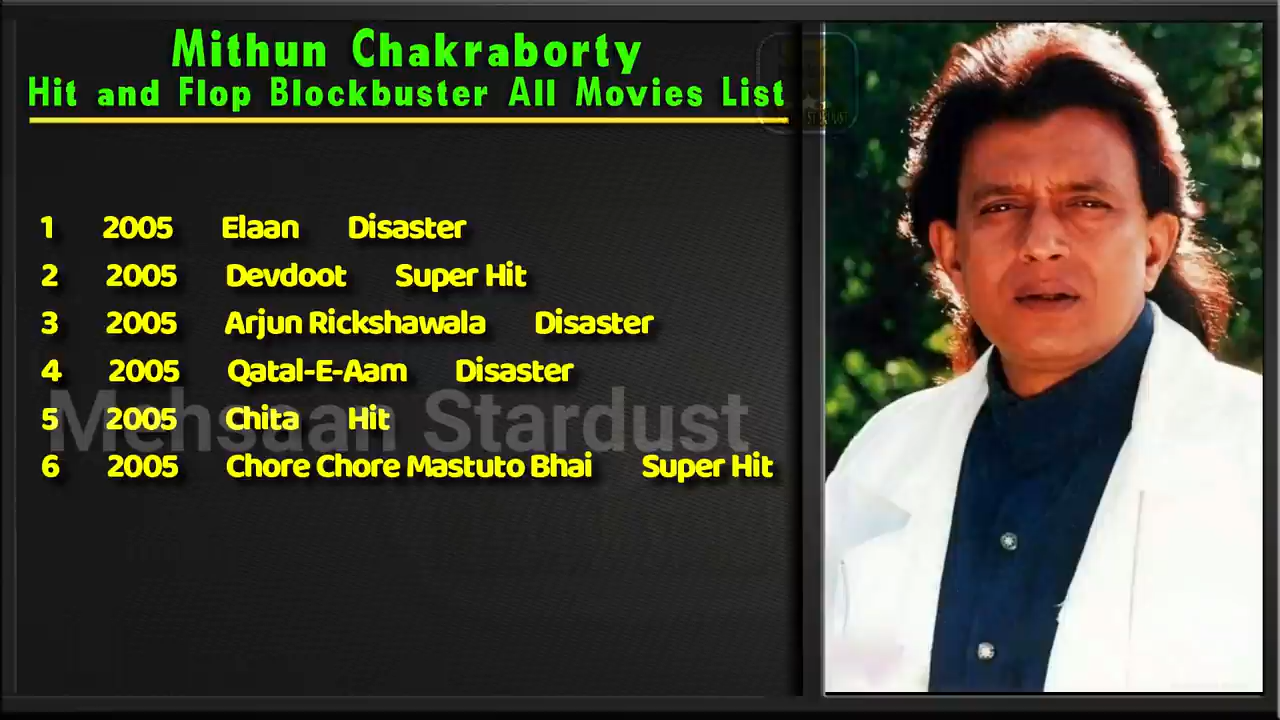 Mithun Chakraborty
Hit and Flop Blockbuster All Movies List
1 2005 Elaan Disaster
2 2005 Devdoot Super Hit
3 2005 Arjun Rickshawala Disaster
4 2005 Qatal-E-Aam Disaster
5 2005 Chita Hit
Mehsaan Stardust
6 2005 Chore Chore Mastuto Bhai Super Hit
STARDUST